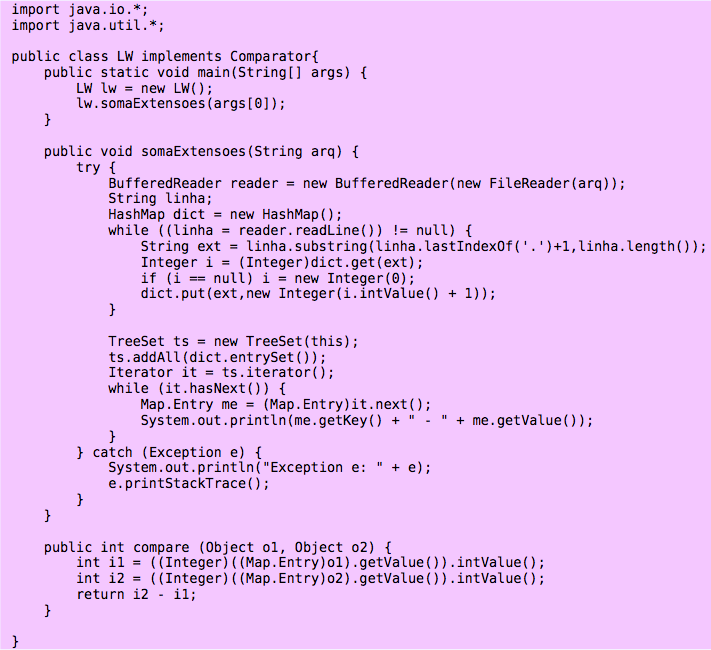 import java.io.*;
import java.util.*;

public class LW implements Comparator{
    public static void main(String[] args) {
        LW lw = new LW();
        lw.somaExtensoes(args[0]);
    }

    public void somaExtensoes(String arq) {
        try {
            BufferedReader reader = new BufferedReader(new FileReader(arq));
            String linha;
            HashMap dict = new HashMap();
            while ((linha = reader.readLine()) != null) {
                String ext = linha.substring(linha.lastIndexOf('.')+1,linha.length());
                Integer i = (Integer)dict.get(ext);
                if (i == null) i = new Integer(0);
                dict.put(ext,new Integer(i.intValue() + 1));
            }

            TreeSet ts = new TreeSet(this);
            ts.addAll(dict.entrySet());
            Iterator it = ts.iterator();
            while (it.hasNext()) {
                Map.Entry me = (Map.Entry)it.next();
                System.out.println(me.getKey() + " - " + me.getValue());
            }
        } catch (Exception e) {
            System.out.println("Exception e: " + e);
            e.printStackTrace();
        }
    }

    public int compare (Object o1, Object o2) {
        int i1 = ((Integer)((Map.Entry)o1).getValue()).intValue();
        int i2 = ((Integer)((Map.Entry)o2).getValue()).intValue();
        return i2 - i1;
    }

}